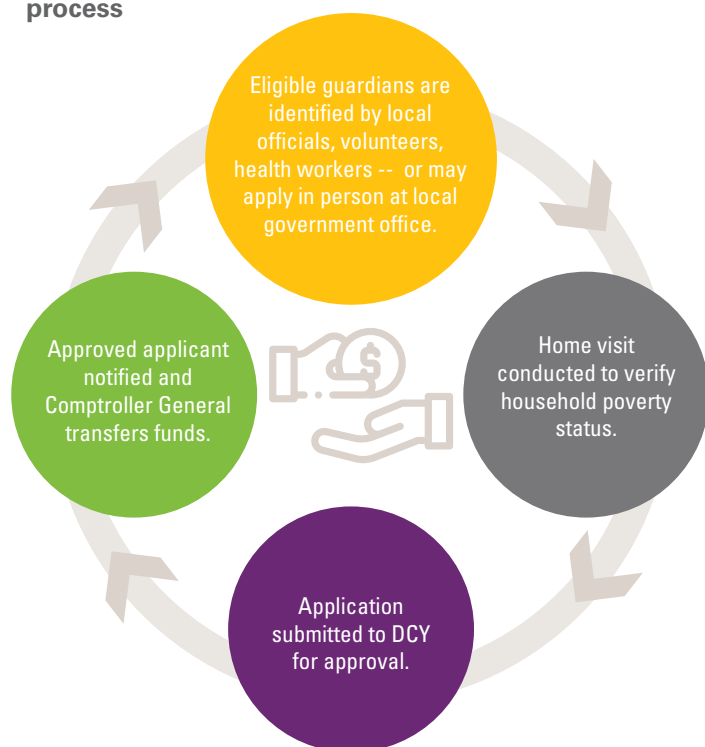 process
Eligible guardians are
identified by local
officials, volunteers,
health workers -- or may
apply in person at local
government office.
Home visit
conducted to verify
household poverty
status.
Application
submitted to DCY
for approval.
Approved applicant
notified and
Comptroller General
transfers funds.
$